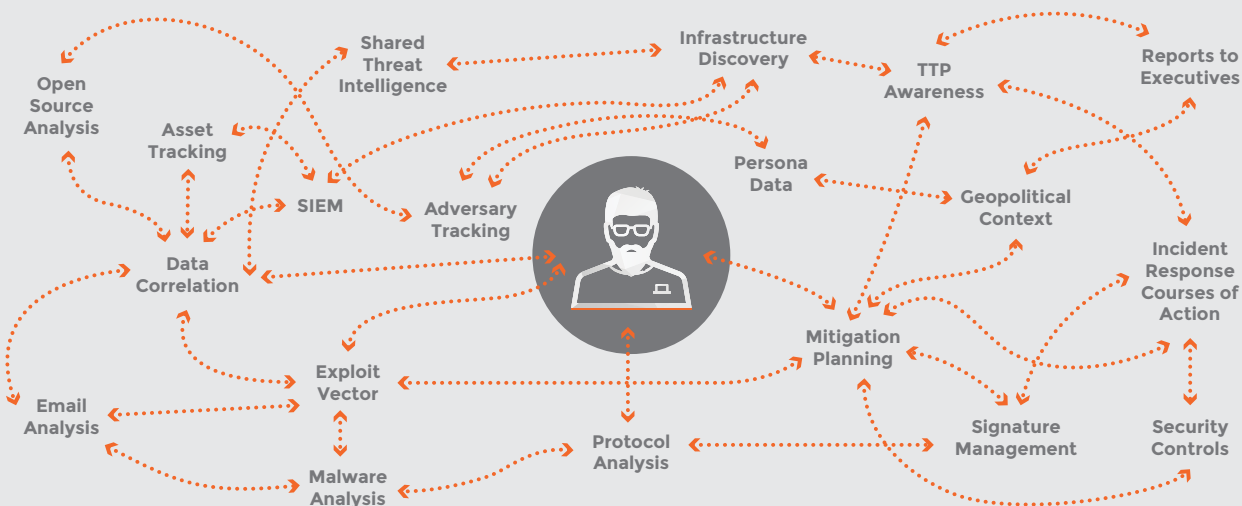 Open
Source
Analysis
Asset
Tracking
Shared
Threat
Intelligence
Infrastructure
Discovery
TTP
Awareness
Reports to
Executives
SIEM
Adversary
Tracking
Persona
Data
Geopolitical
Context
Data
Correlation
Incident
Response
Courses of
Action
Mitigation
Planning
Exploit
Vector
Email
Analysis
Malware
Analysis
Protocol
Analysis
Signature
Management
Security
Controls